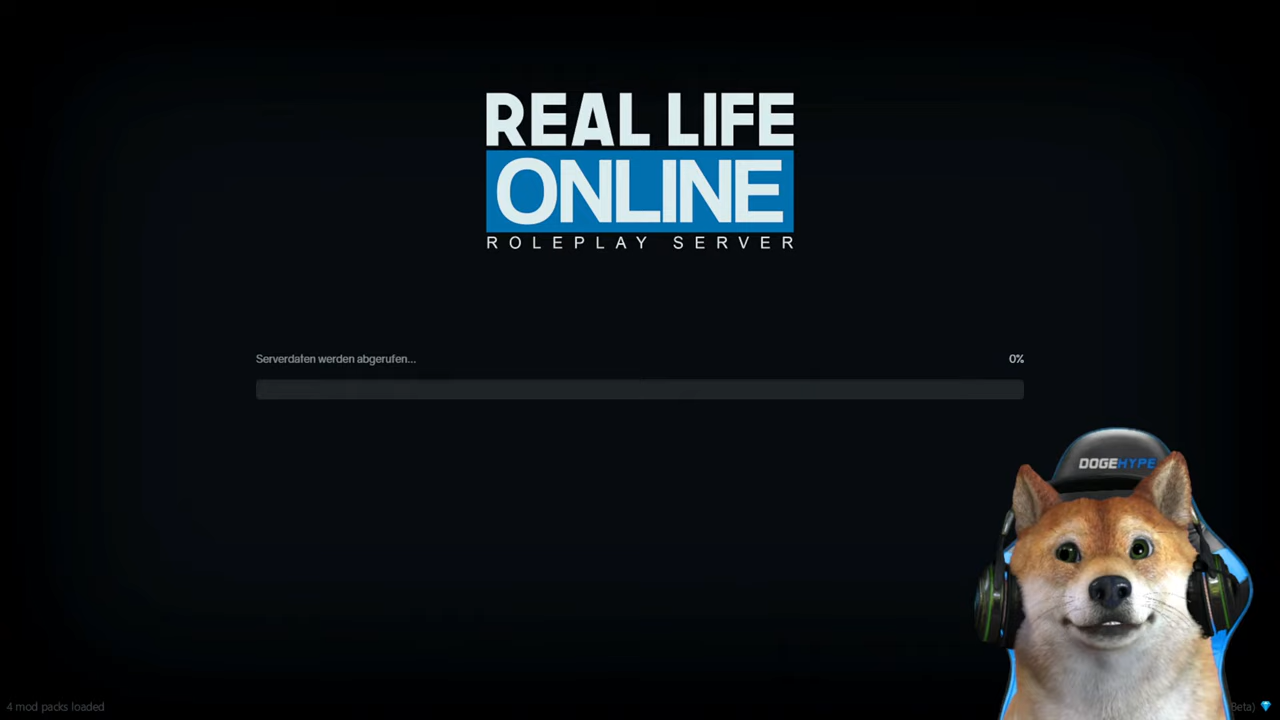 REAL LIFE
ONLINE
ROLEPLAY SERVER
Serverdaten werden abgerufen...
0%
DOGEHYPE
4 mod packs loaded
Beta)